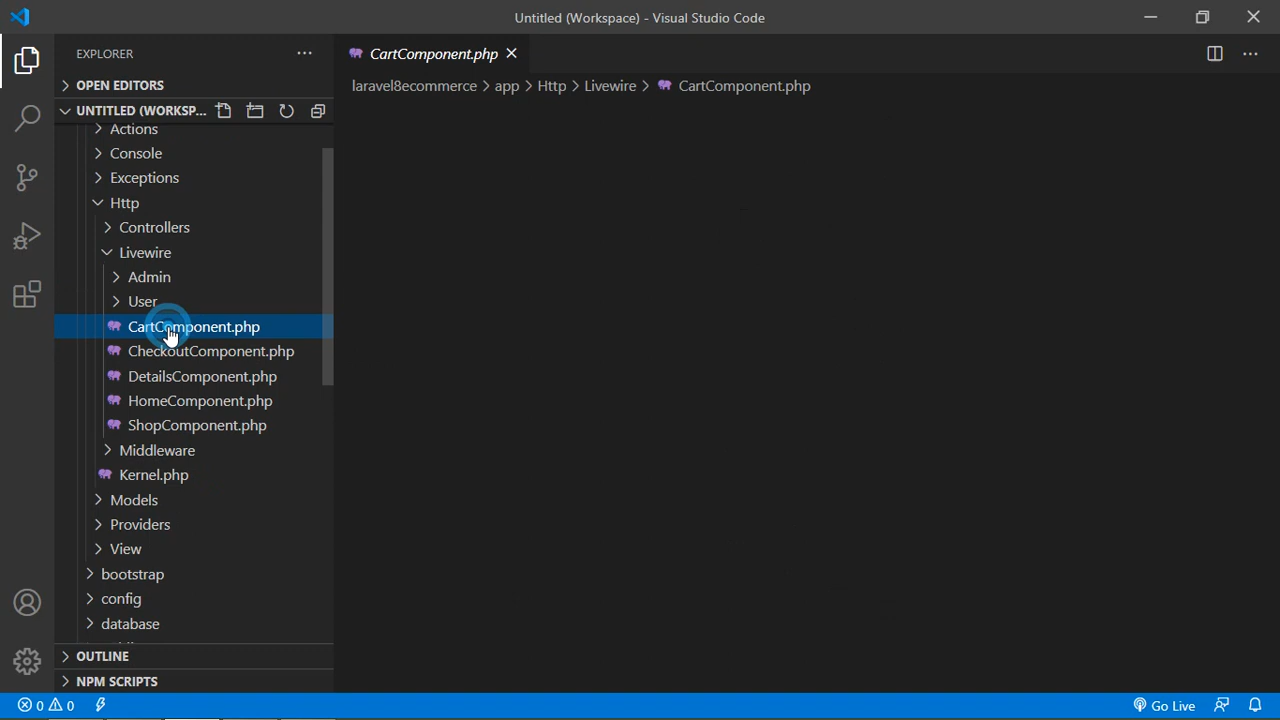 Untitled (Workspace) - Visual Studio Code
EXPLORER
CartComponent.php
OPEN EDITORS
laravel8ecommerce > app > Http > Livewire > CartComponent.php
UNTITLED (WORKSP...
Actions
Console
Exceptions
Http
Controllers
Livewire
Admin
User
CartComponent.php
CheckoutComponent.php
DetailsComponent.php
HomeComponent.php
ShopComponent.php
Middleware
Kernel.php
Models
Providers
View
bootstrap
config
database
OUTLINE
NPM SCRIPTS
0 0
Go Live